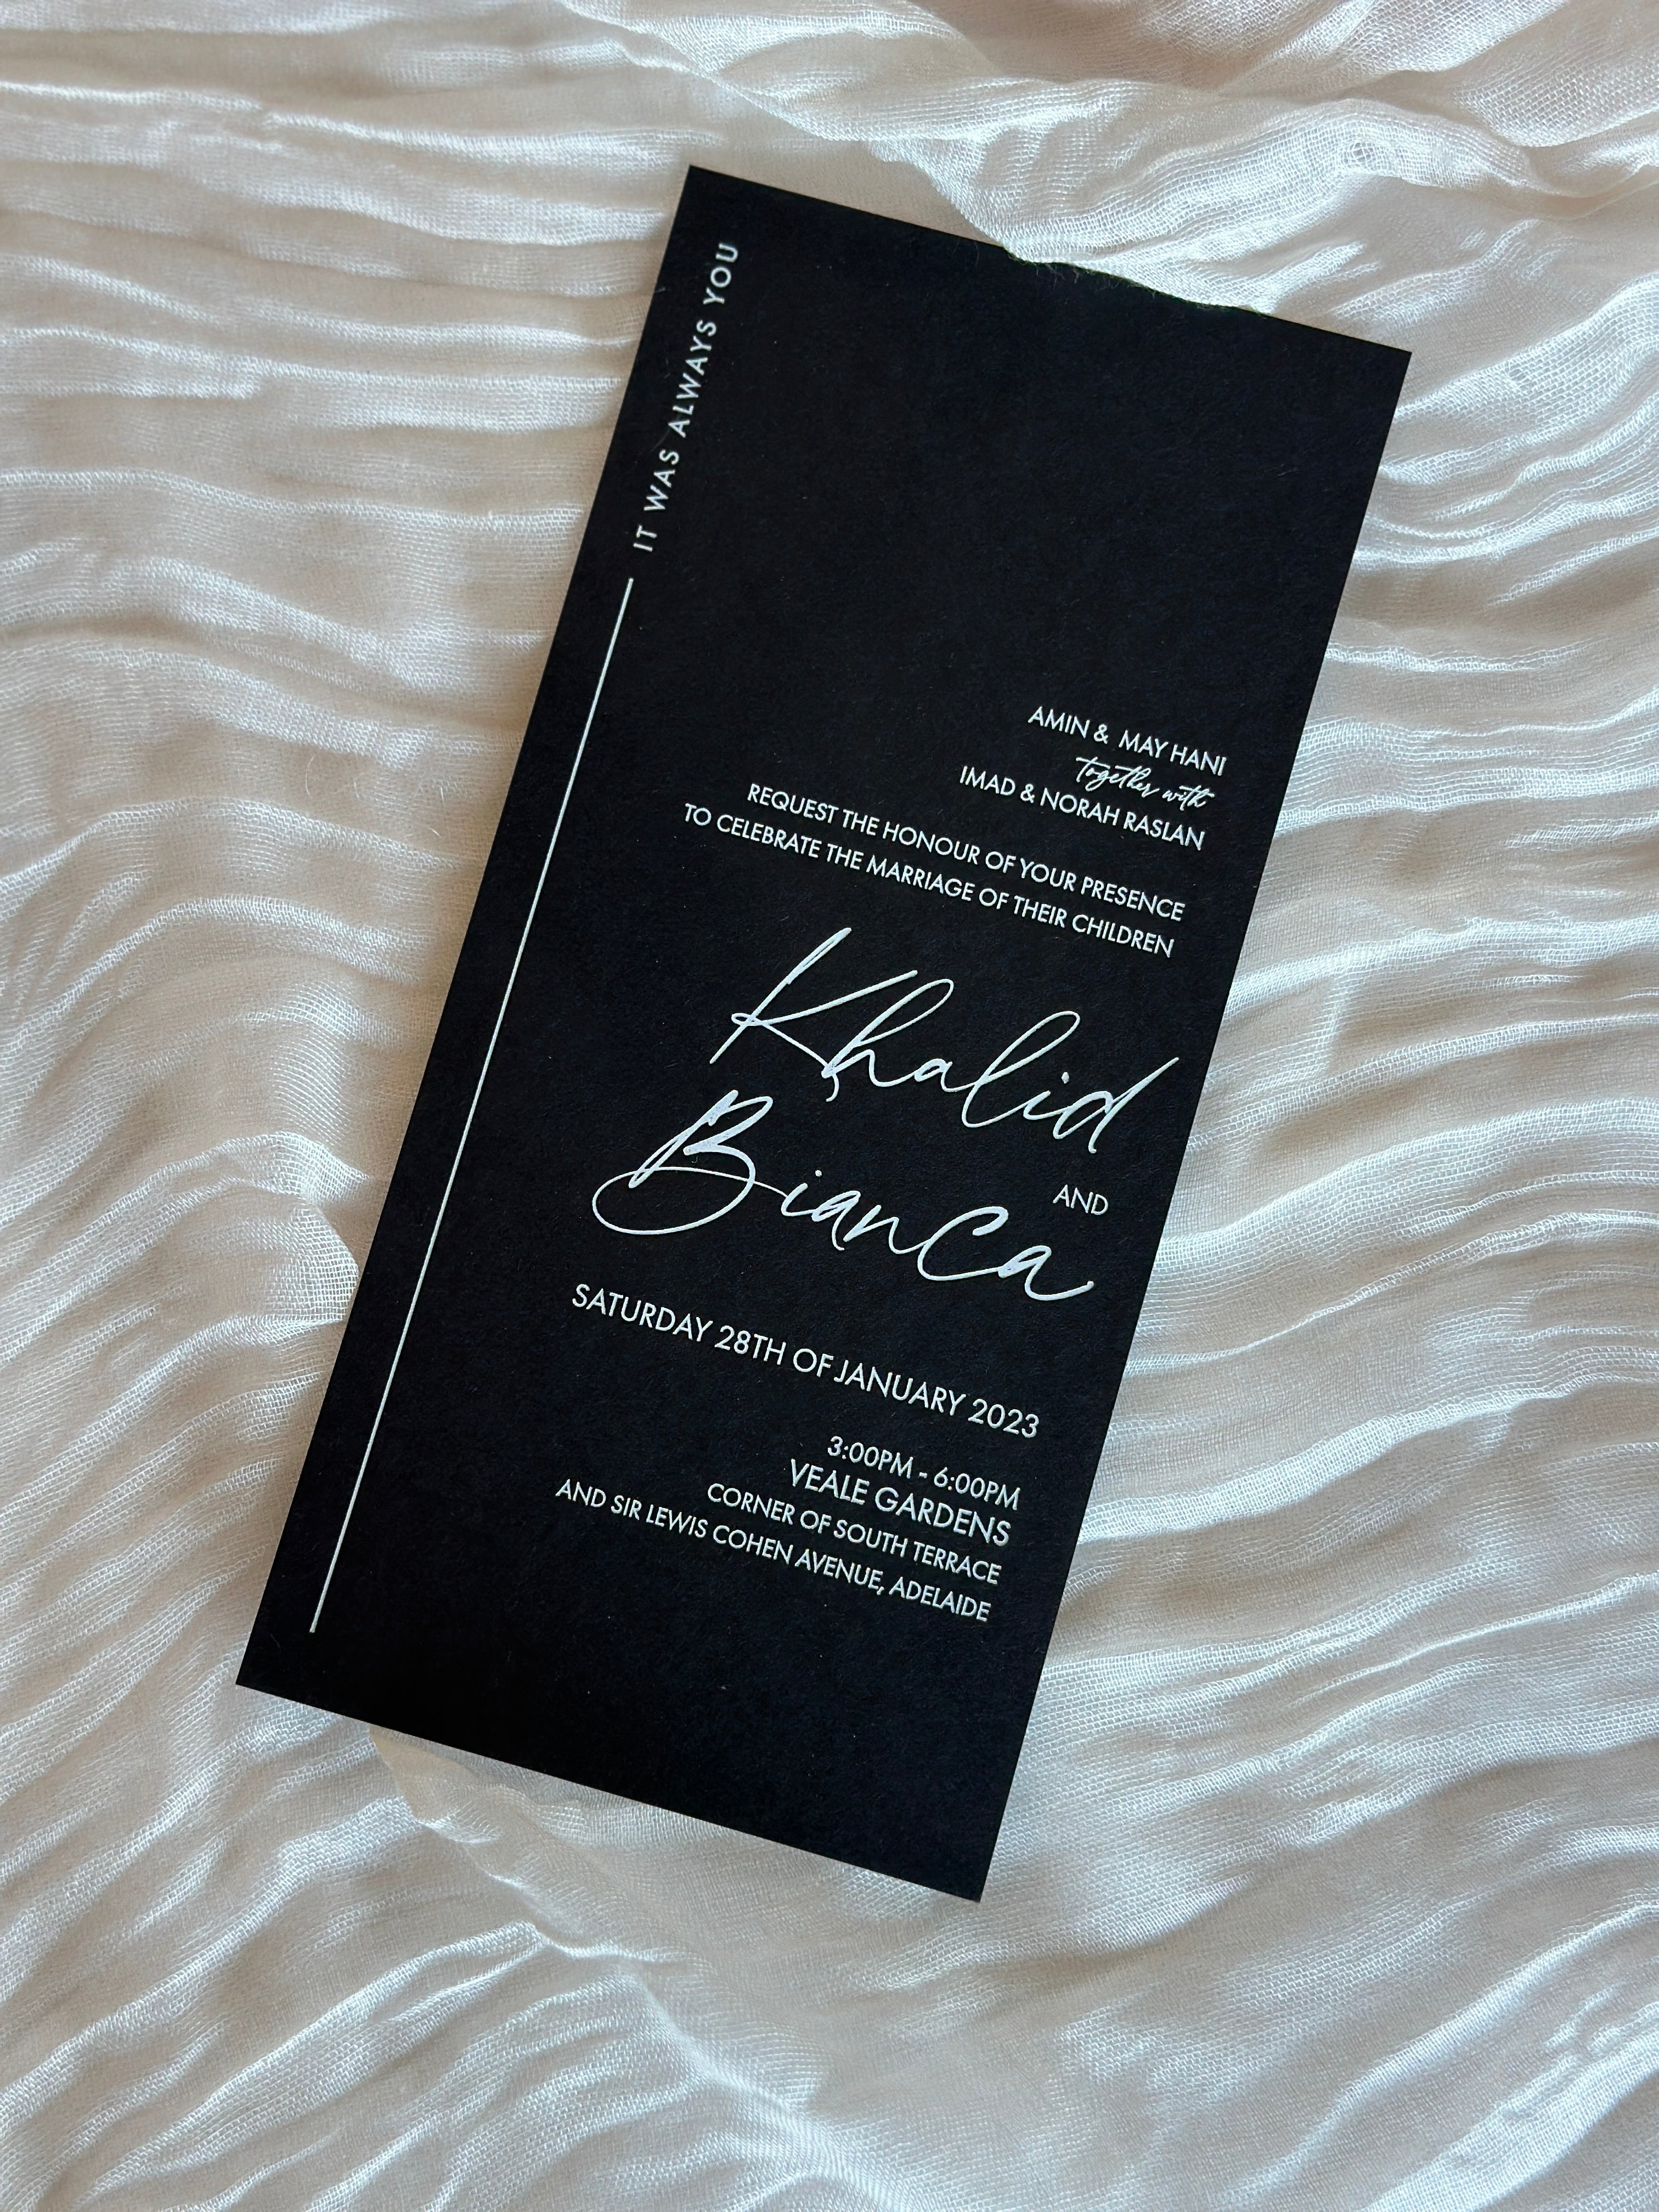 IT WAS ALWAYS YOU
AMIN & MAY HANI
together with
IMAD & NORAH RASLAN
REQUEST THE HONOUR OF YOUR PRESENCE
TO CELEBRATE THE MARRIAGE OF THEIR CHILDREN
Khalid
AND
Bianca
SATURDAY 28TH OF JANUARY 2023
3:00PM - 6:00PM
VEALE GARDENS
CORNER OF SOUTH TERRACE
AND SIR LEWIS COHEN AVENUE, ADELAIDE